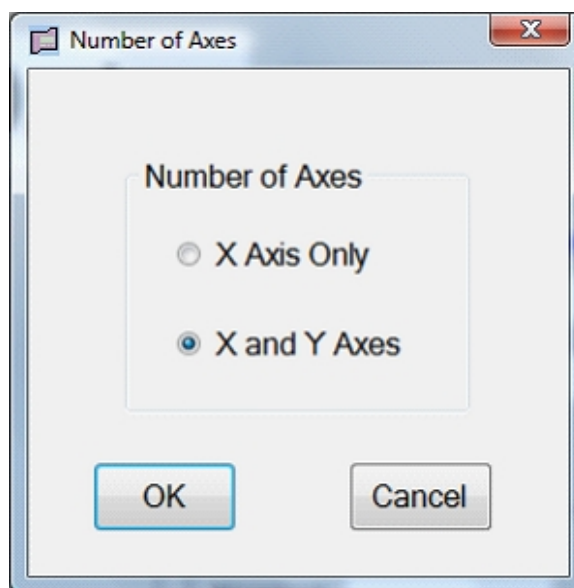 Number of Axes
Number of Axes
X Axis Only
X and Y Axes
OK
Cancel